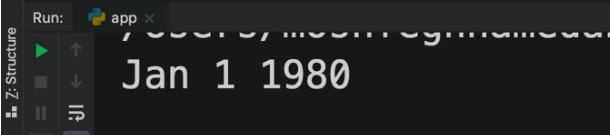 Run: app
Z: Structure
Jan 1 1980